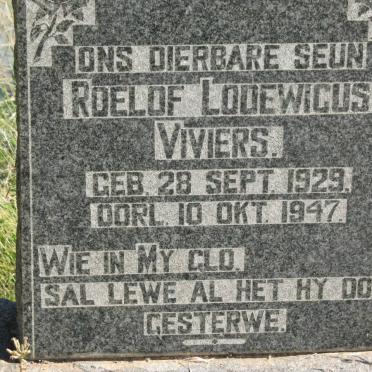 ONS DIERBARE SEUN
ROELOF LODEWICUS
VIVIERS.
GEB. 28 SEPT 1929.
OORL. 10 OKT. 1947.
WIE IN MY GLO.
SAL LEWE AL HET HY DO
GESTERWE.